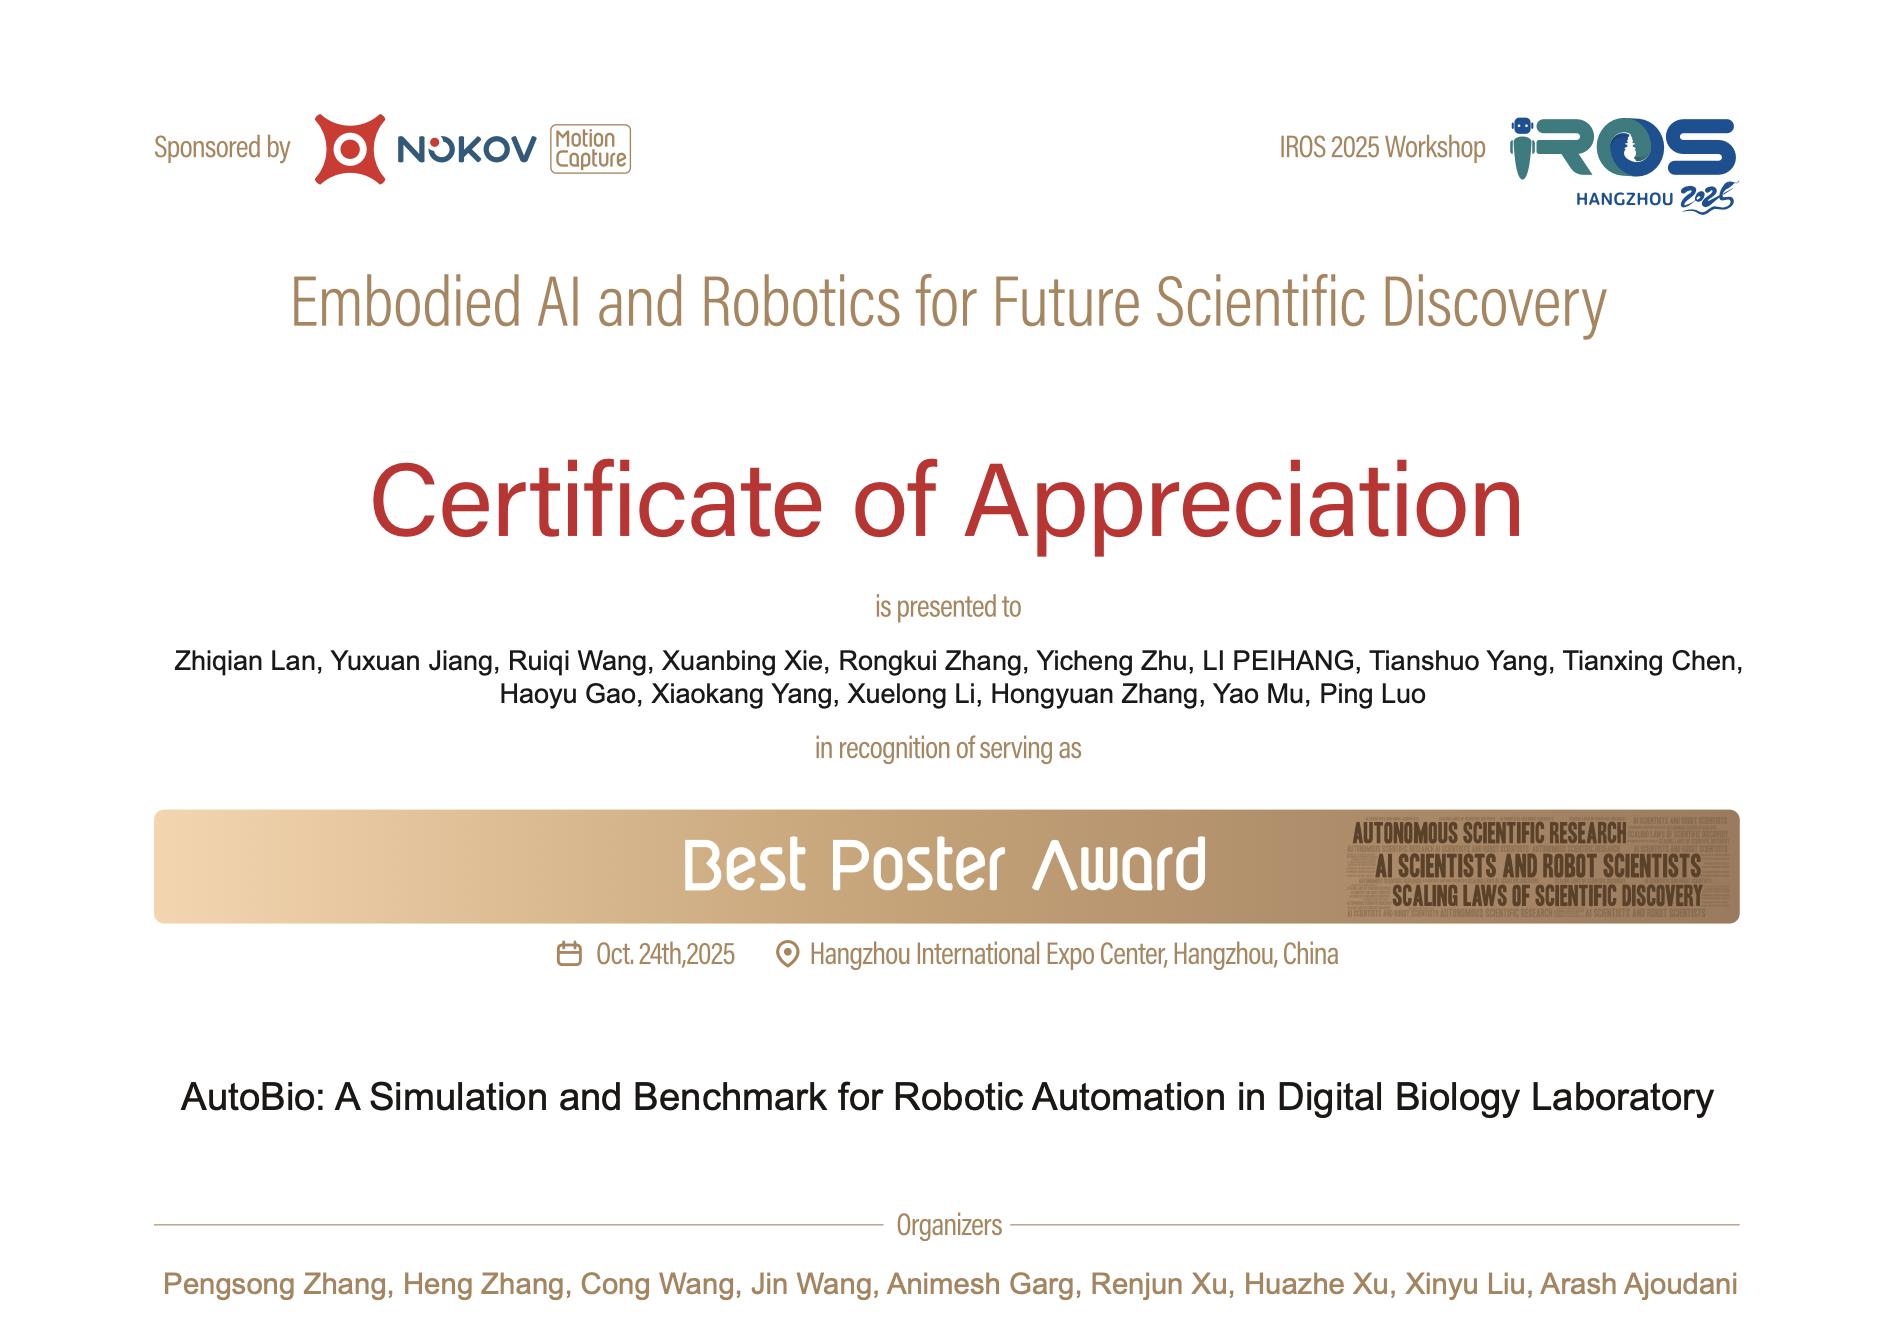 Sponsored by
NOKOV
Motion
Capture
IROS 2025 Workshop
iROS
HANGZHOU 2025
Embodied AI and Robotics for Future Scientific Discovery
Certificate of Appreciation
is presented to
Zhiqian Lan, Yuxuan Jiang, Ruiqi Wang, Xuanbing Xie, Rongkui Zhang, Yicheng Zhu, LI PEIHANG, Tianshuo Yang, Tianxing Chen,
Haoyu Gao, Xiaokang Yang, Xuelong Li, Hongyuan Zhang, Yao Mu, Ping Luo
in recognition of serving as
Best Poster Award
AUTONOMOUS SCIENTIFIC RESEARCH
AI SCIENTISTS AND ROBOT SCIENTISTS
SCALING LAWS OF SCIENTIFIC DISCOVERY
Oct. 24th,2025
Hangzhou International Expo Center, Hangzhou, China
AutoBio: A Simulation and Benchmark for Robotic Automation in Digital Biology Laboratory
Organizers
Pengsong Zhang, Heng Zhang, Cong Wang, Jin Wang, Animesh Garg, Renjun Xu, Huazhe Xu, Xinyu Liu, Arash Ajoudani